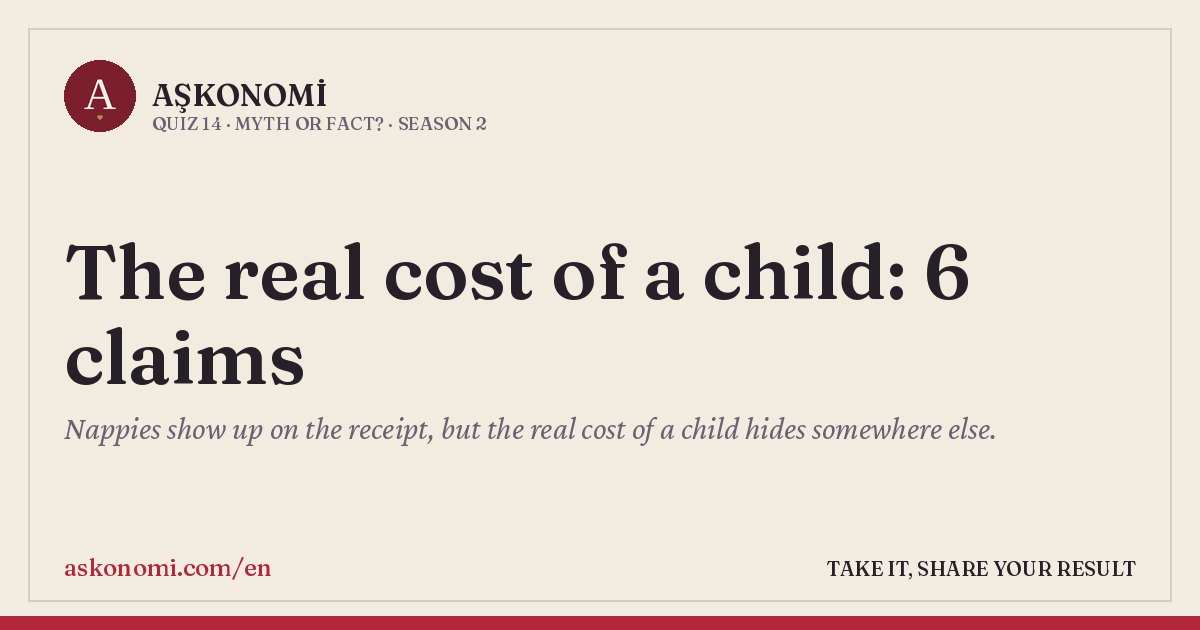 A
AŞKONOMİ
QUIZ 14 · MYTH OR FACT? · SEASON 2
The real cost of a child: 6
claims
Nappies show up on the receipt, but the real cost of a child hides somewhere else.
askonomi.com/en
TAKE IT, SHARE YOUR RESULT